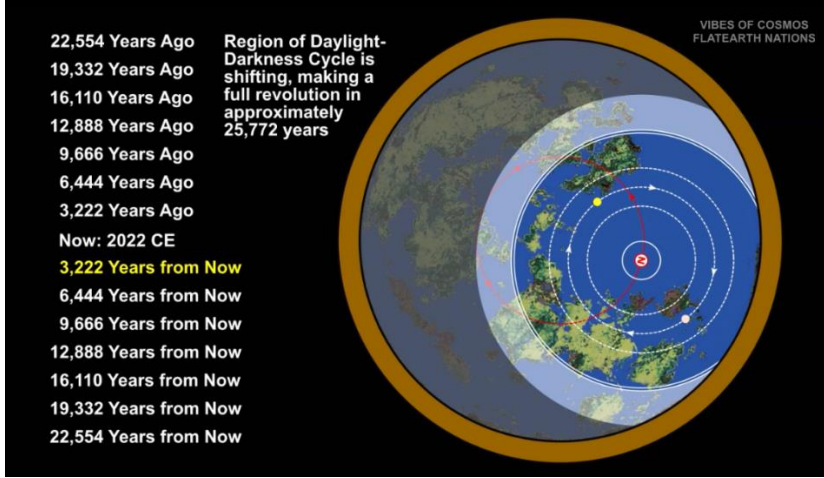 VIBES OF COSMOS
FLATEARTH NATIONS
22,554 Years Ago
19,332 Years Ago
16,110 Years Ago
12,888 Years Ago
9,666 Years Ago
6,444 Years Ago
3,222 Years Ago
Now: 2022 CE
3,222 Years from Now
6,444 Years from Now
9,666 Years from Now
12,888 Years from Now
16,110 Years from Now
19,332 Years from Now
22,554 Years from Now
Region of Daylight-
Darkness Cycle is
shifting, making a
full revolution in
approximately
25,772 years
N